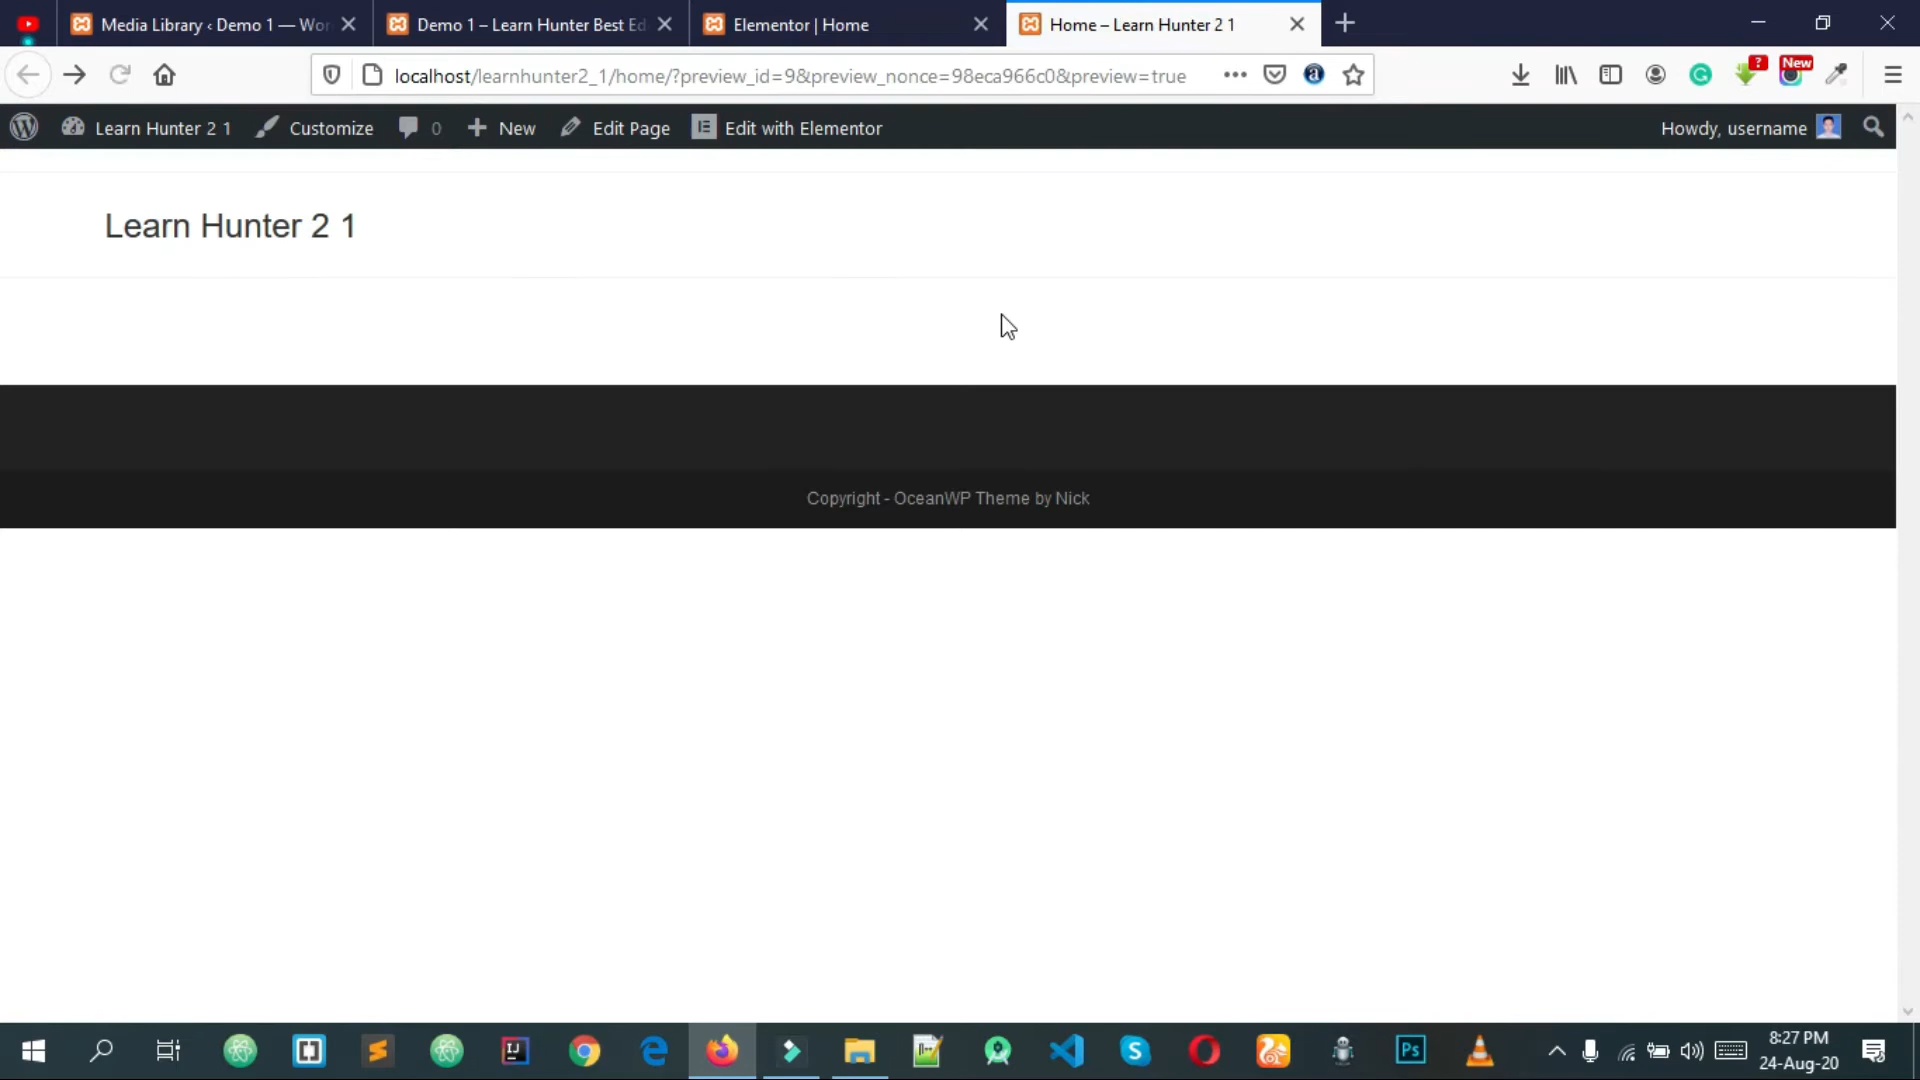 Media Library ‹ Demo 1 — Wor
Demo 1 – Learn Hunter Best Ed
Elementor | Home
Home – Learn Hunter 2 1
localhost/learnhunter2_1/home/?preview_id=9&preview_nonce=98eca966c0&preview=true
?
New
Learn Hunter 2 1
Customize
0
New
Edit Page
Edit with Elementor
Howdy, username
Learn Hunter 2 1
Copyright - OceanWP Theme by Nick
8:27 PM
24-Aug-20